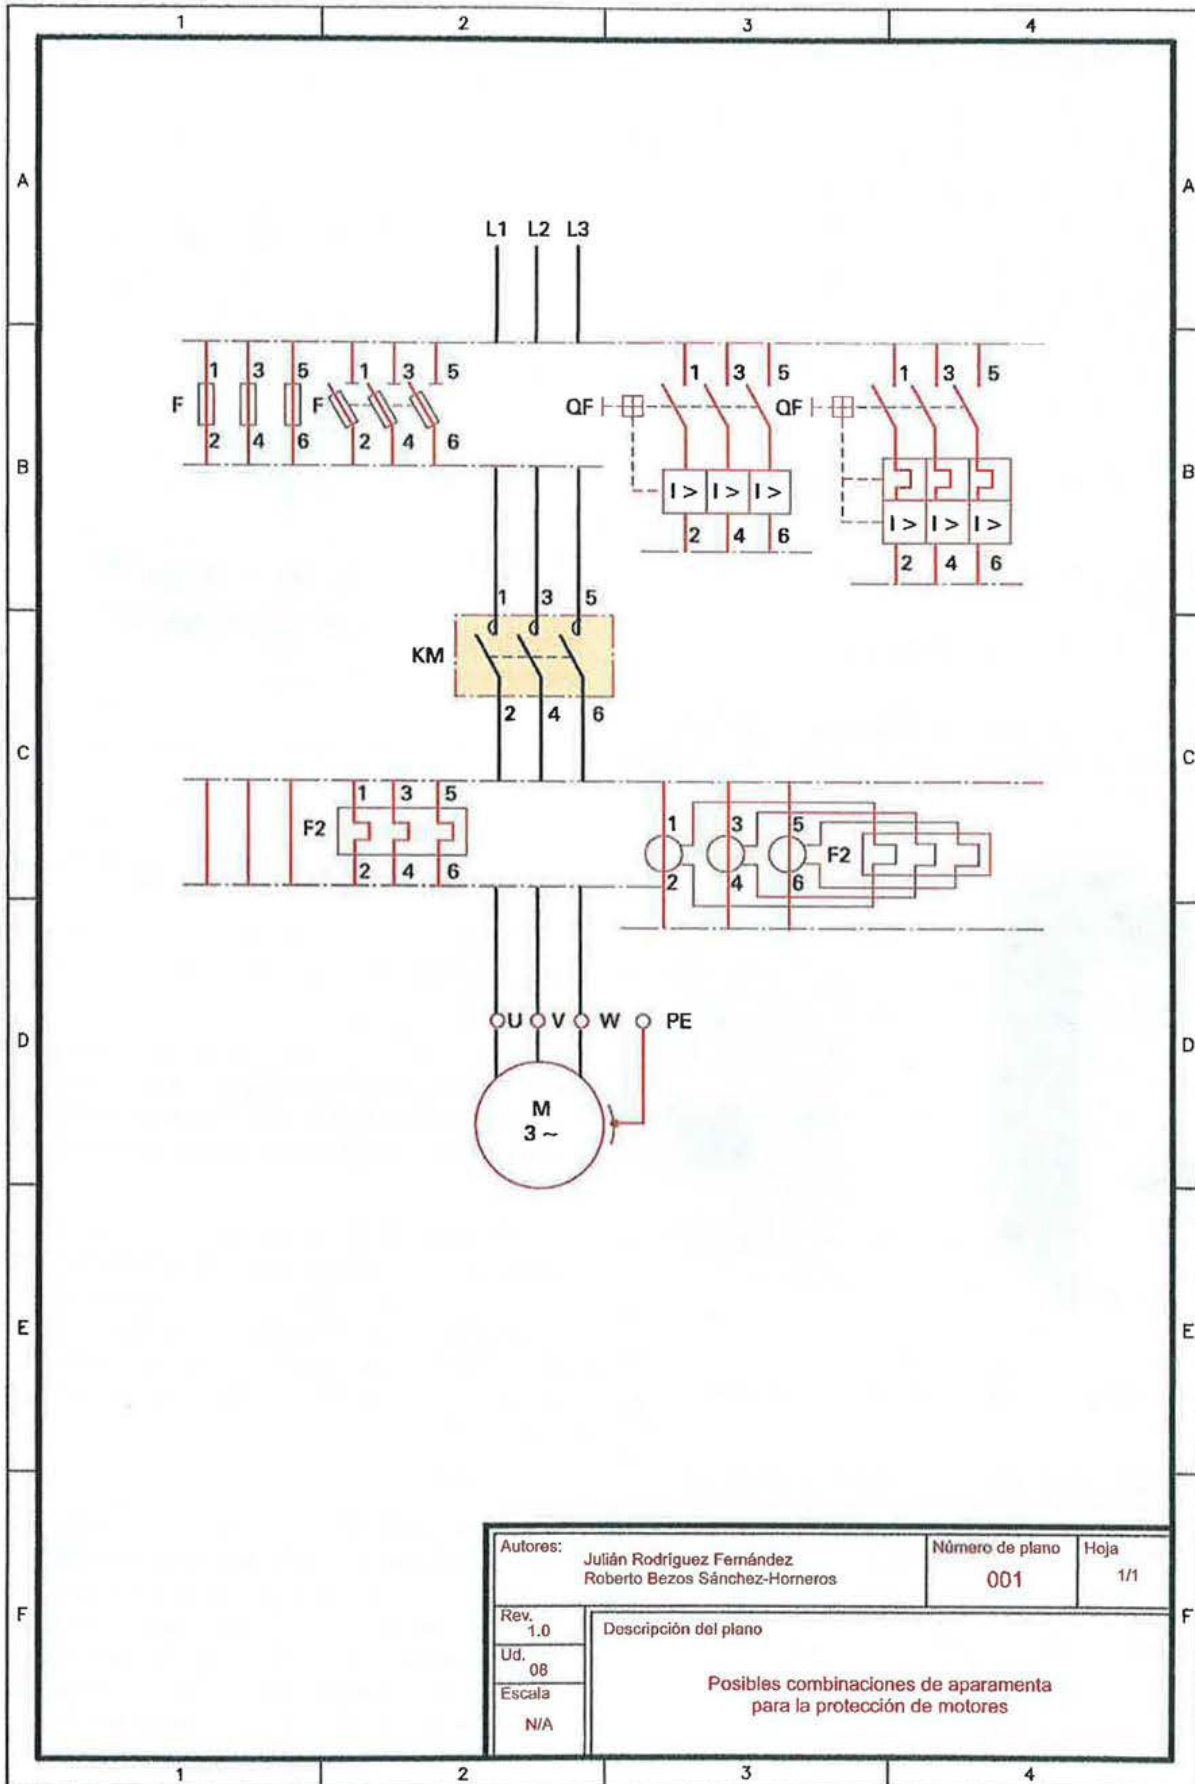 1 2 3 4
A A
L1 L2 L3
1 3 5 1 3 5 1 3 5 1 3 5
F F QF QF
2 4 6 2 4 6
B B
I > I > I >
I > I > I >
2 4 6
2 4 6
1 3 5
KM
2 4 6
C C
1 3 5 1 3 5
F2 F2
2 4 6 2 4 6
U V W PE
D D
M
3 ~
E E
Autores:
Julián Rodríguez Fernández
Roberto Bezos Sánchez-Horneros
Número de plano
001
Hoja
1/1
F F
Rev.
1.0
Ud.
08
Escala
N/A
Descripción del plano
Posibles combinaciones de aparamenta
para la protección de motores
1 2 3 4